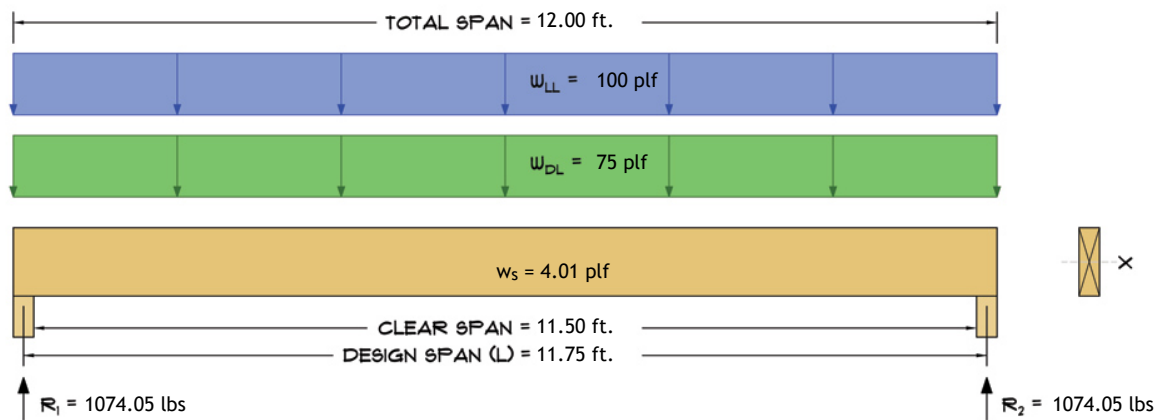 TOTAL SPAN = 12.00 ft.
wLL = 100 plf
wDL = 75 plf
ws = 4.01 plf
X
CLEAR SPAN = 11.50 ft.
DESIGN SPAN (L) = 11.75 ft.
R1 = 1074.05 lbs
R2 = 1074.05 lbs